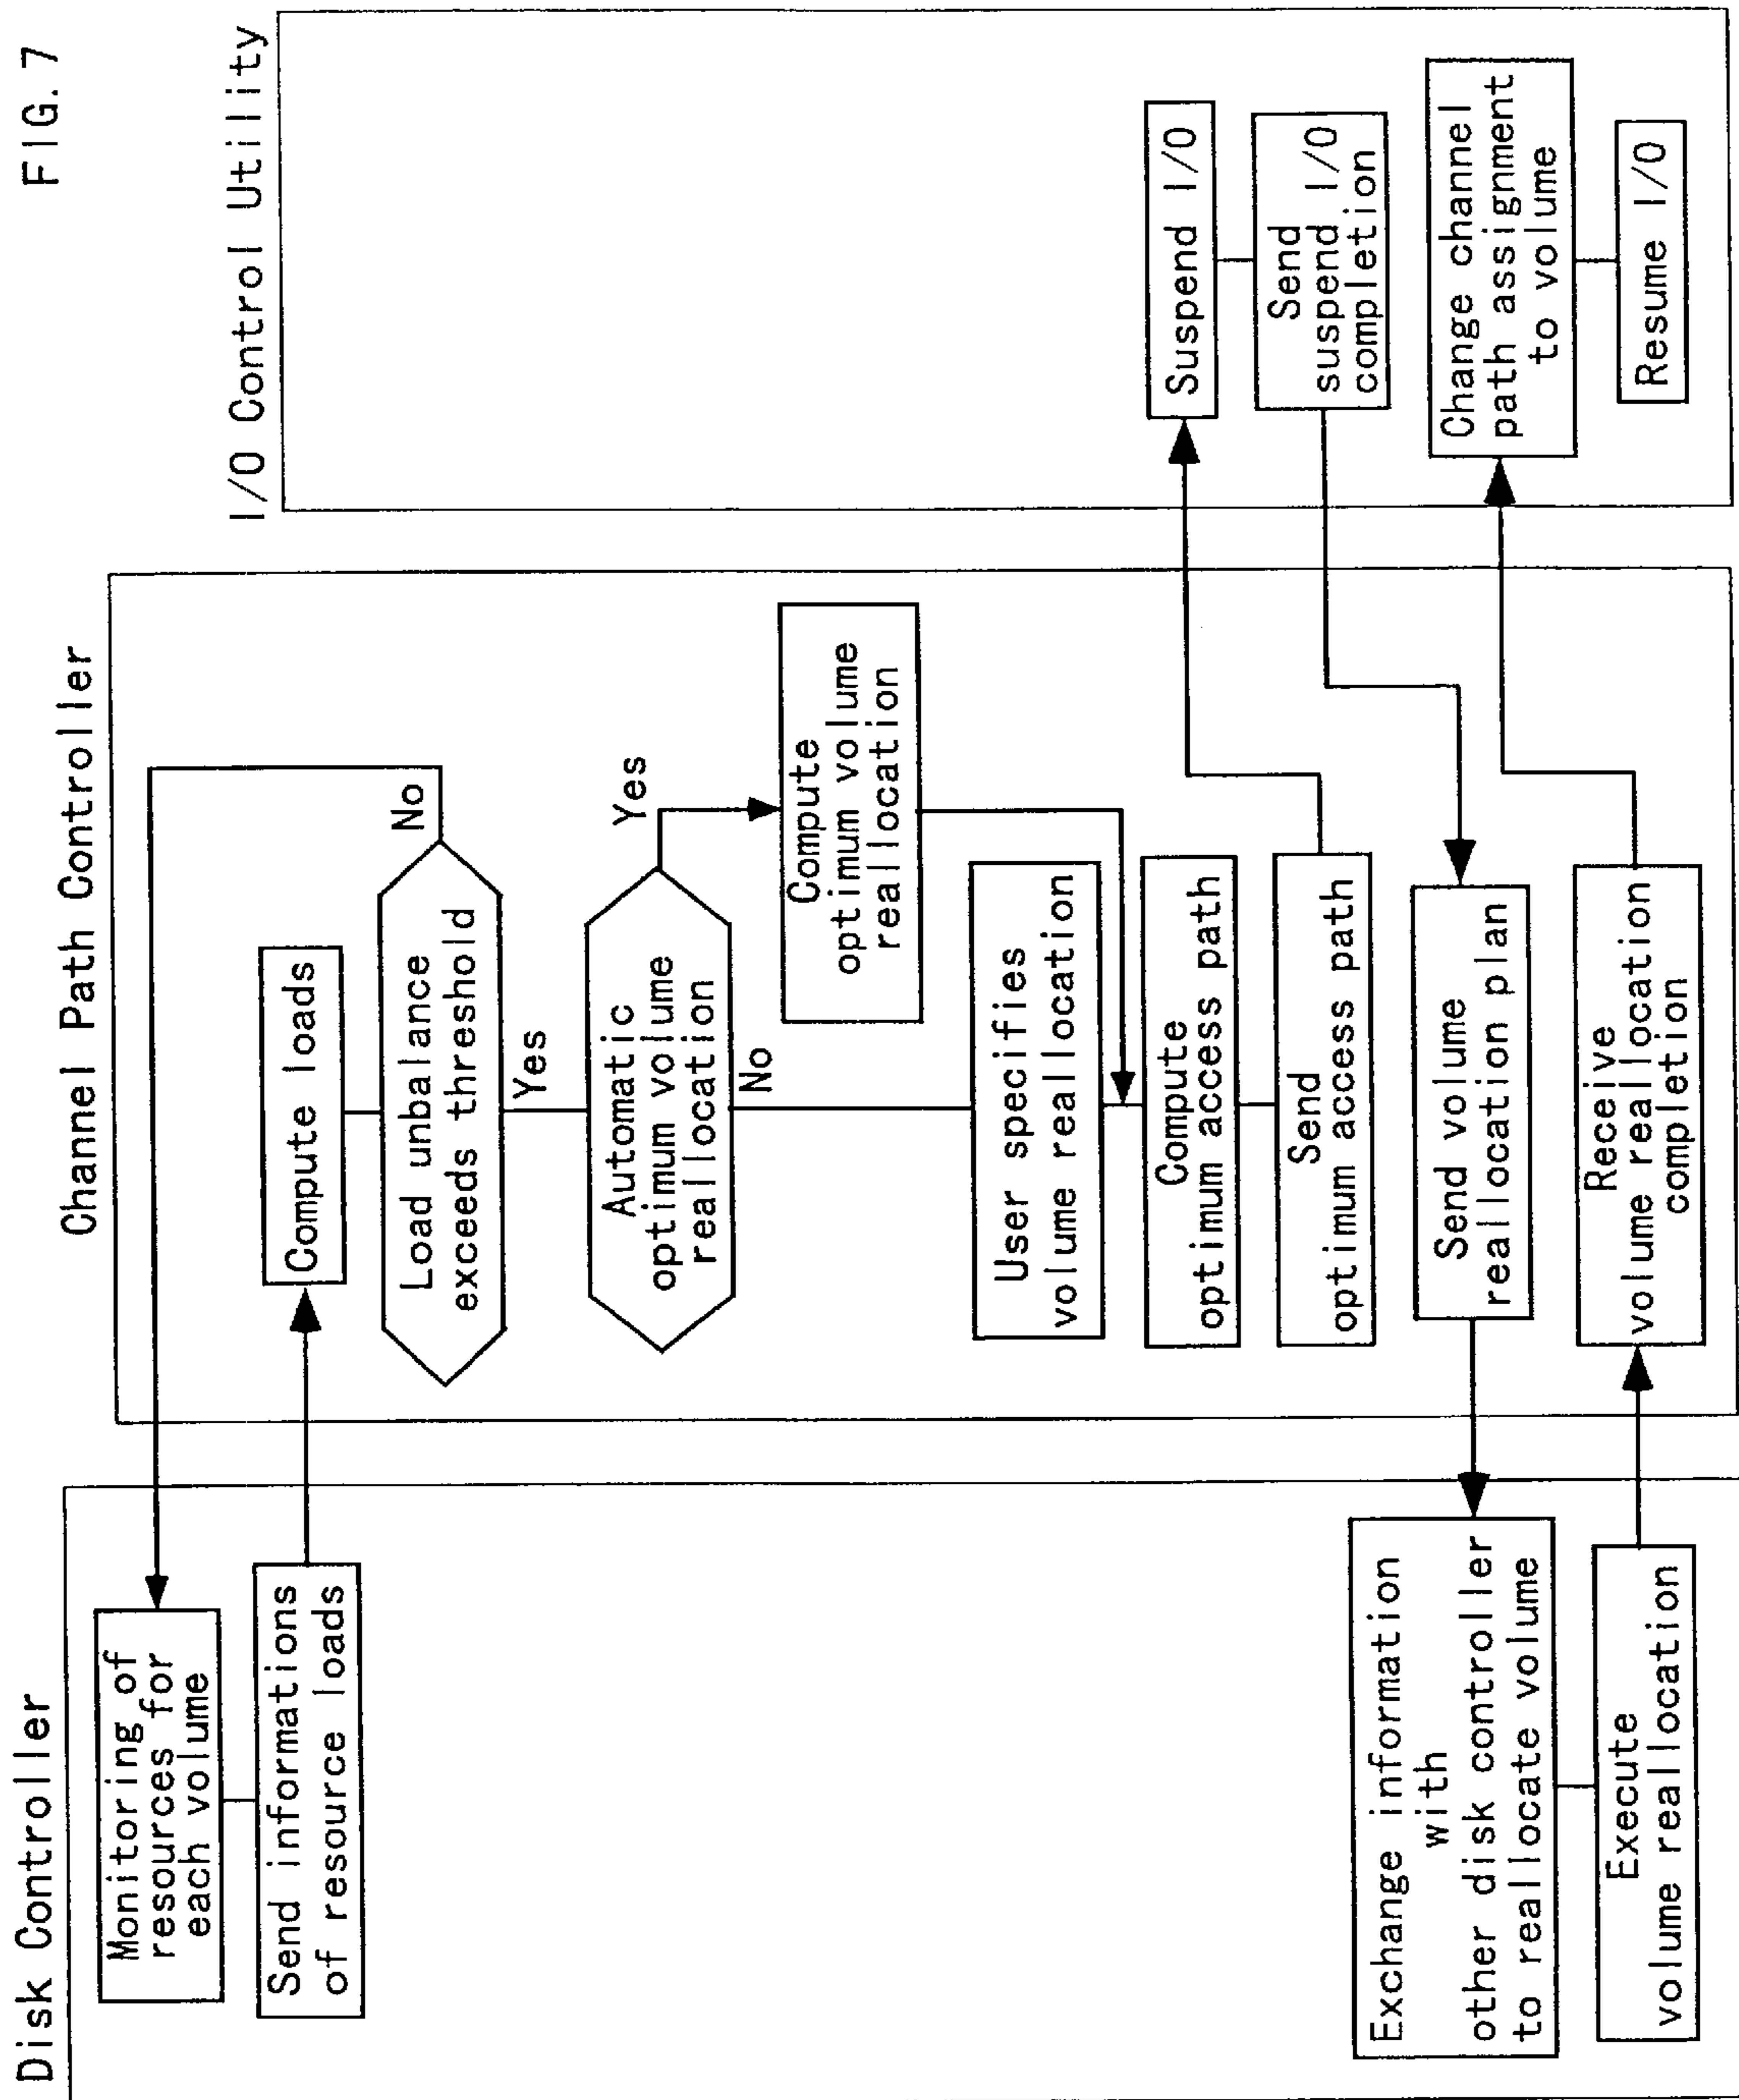 FIG. 7
Disk Controller
Monitoring of
resources for
each volume
Send informations
of resource loads
Exchange information
with
other disk controller
to reallocate volume
Execute
volume reallocation
Channel Path Controller
Compute loads
Load unbalance
exceeds threshold
No
Yes
Automatic
optimum volume
reallocation
Yes
No
Compute
optimum volume
reallocation
User specifies
volume reallocation
Compute
optimum access path
Send
optimum access path
Send volume
reallocation plan
Receive
volume reallocation
completion
I/O Control Utility
Suspend I/O
Send
suspend I/O
completion
Change channel
path assignment
to volume
Resume I/O